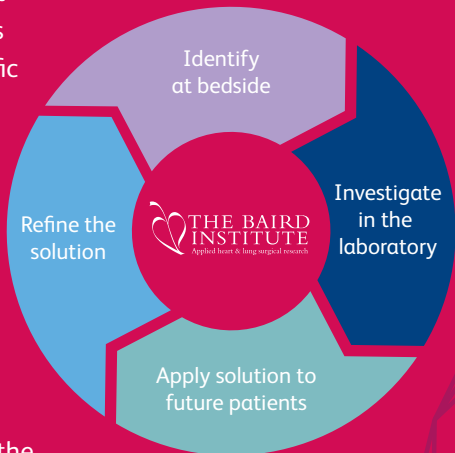 Identify
at bedside
Investigate
in the
laboratory
THE BAIRD
INSTITUTE
Applied heart & lung surgical research
Refine the
solution
Apply solution to
future patients
the